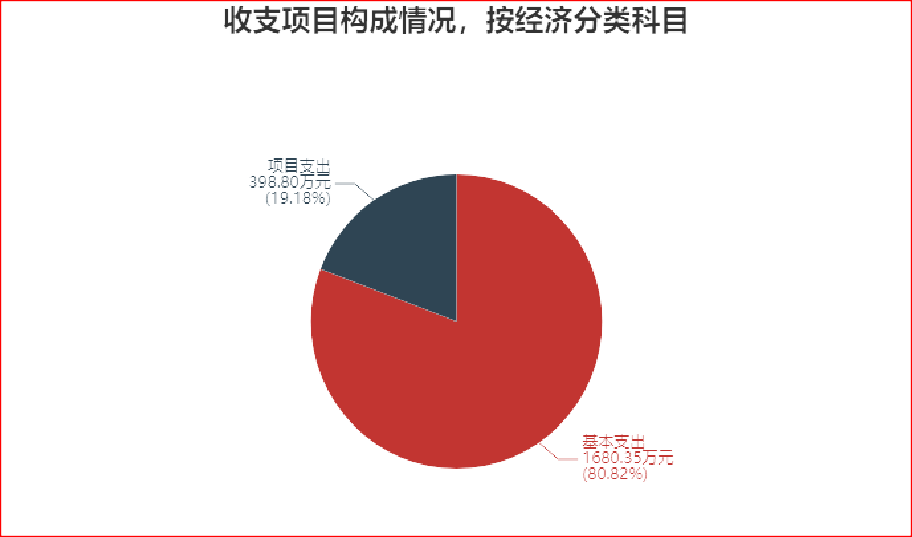 收支项目构成情况，按经济分类科目
项目支出
398.80万元
(19.18%)
基本支出
1680.35万元
(80.82%)